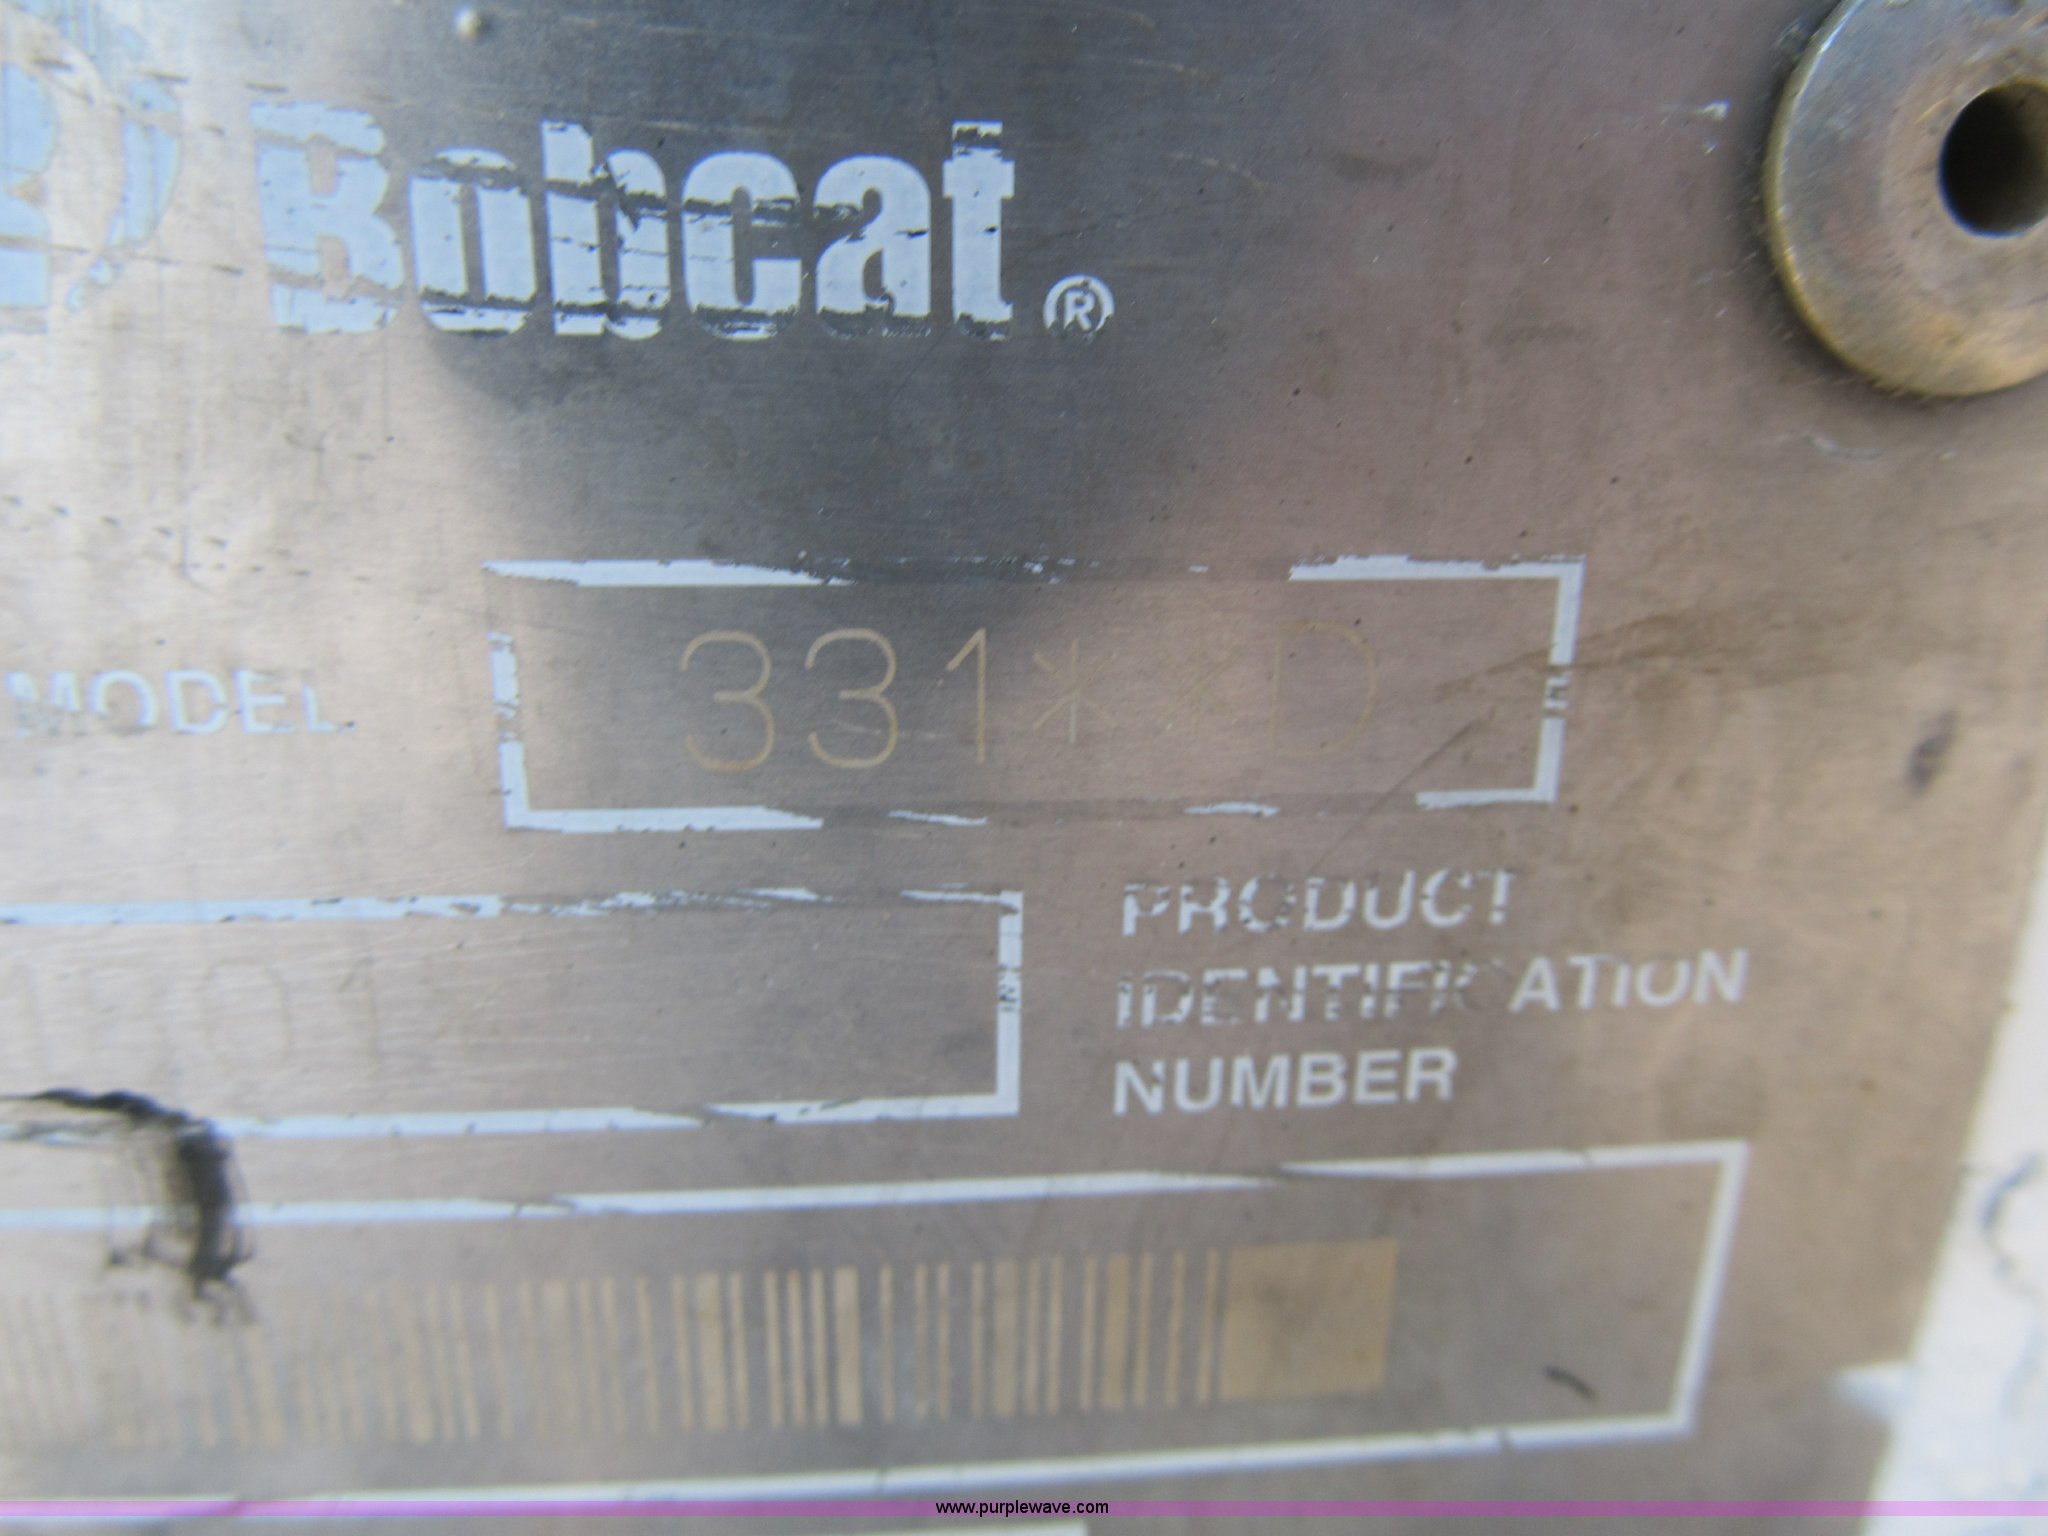 Bobcat®
MODEL 331**D
PRODUCT
IDENTIFICATION
NUMBER
www.purplewave.com